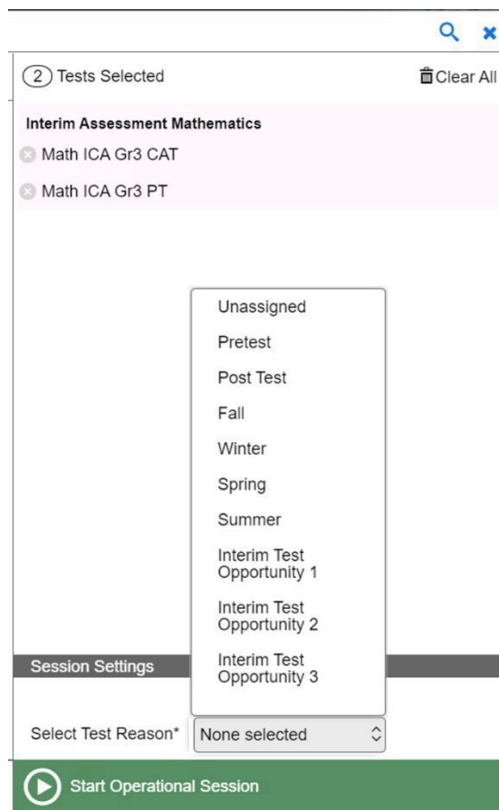 2 Tests Selected Clear All
Interim Assessment Mathematics
Math ICA Gr3 CAT
Math ICA Gr3 PT
Unassigned
Pretest
Post Test
Fall
Winter
Spring
Summer
Interim Test
Opportunity 1
Interim Test
Opportunity 2
Interim Test
Opportunity 3
Session Settings
Select Test Reason* None selected
Start Operational Session